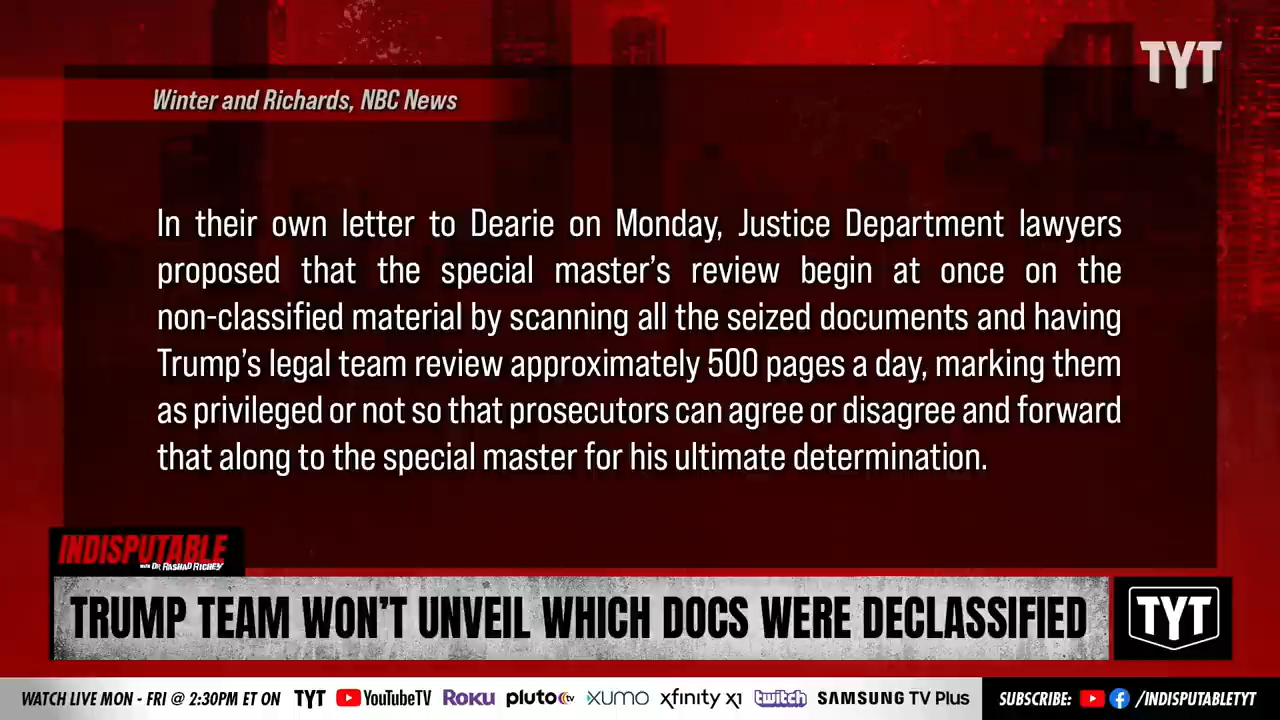 TYT
Winter and Richards, NBC News
In their own letter to Dearie on Monday, Justice Department lawyers
proposed that the special master's review begin at once on the
non-classified material by scanning all the seized documents and having
Trump's legal team review approximately 500 pages a day, marking them
as privileged or not so that prosecutors can agree or disagree and forward
that along to the special master for his ultimate determination.
INDISPUTABLE
WITH DR. RASHAD RICHEY
TRUMP TEAM WON'T UNVEIL WHICH DOCS WERE DECLASSIFIED
TYT
WATCH LIVE MON - FRI @ 2:30PM ET ON TYT YouTubeTV ROKU pluto tv xumo xfinity x1 twitch SAMSUNG TV Plus SUBSCRIBE: /INDISPUTABLETYT